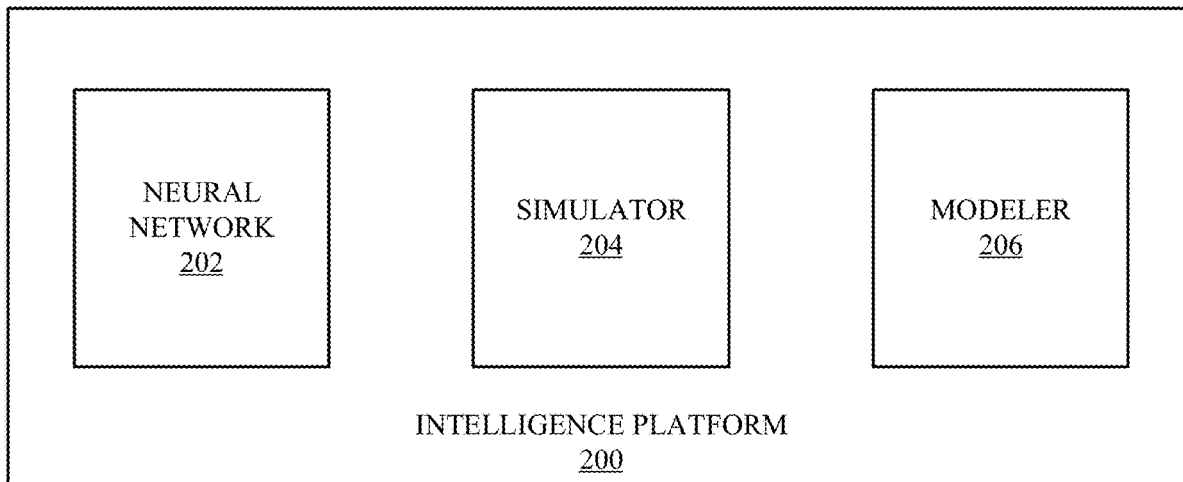 NEURAL
NETWORK
202
SIMULATOR
204
MODELER
206
INTELLIGENCE PLATFORM
200